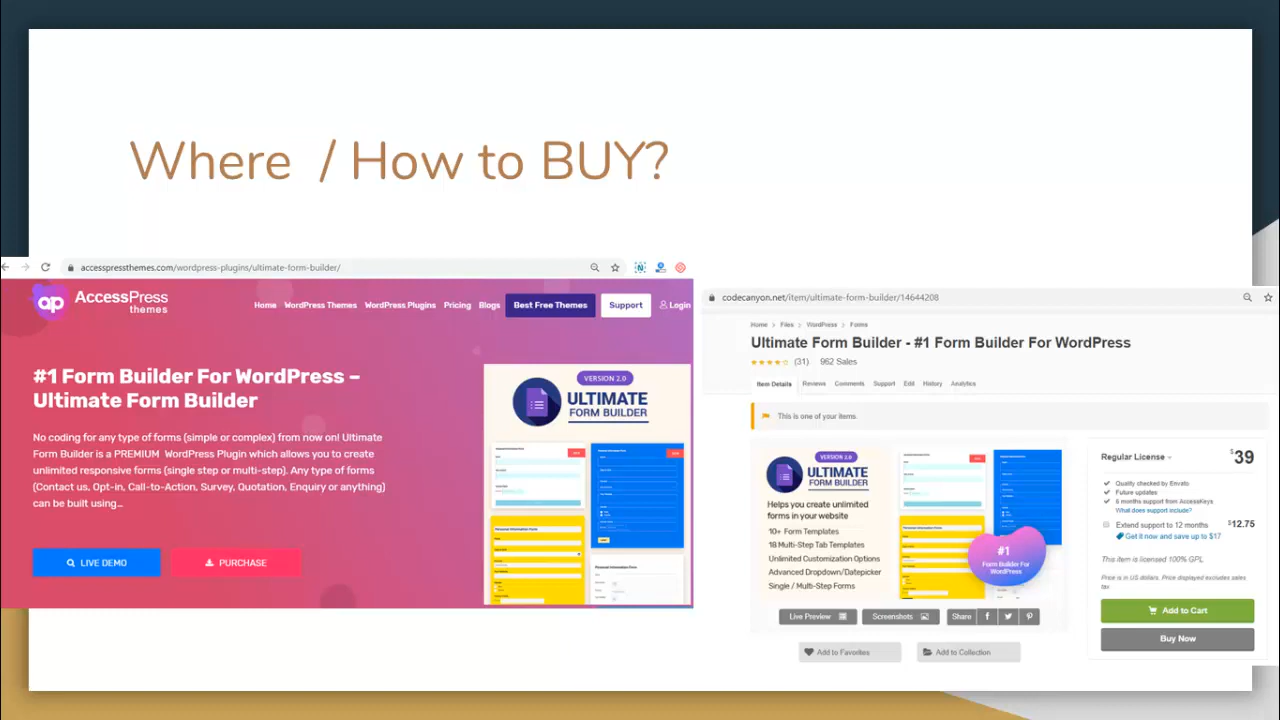 Where / How to BUY?
accesspressthemes.com/wordpress-plugins/ultimate-form-builder/
ap AccessPress
themes
Home WordPress Themes WordPress Plugins Pricing Blogs Best Free Themes Support Login
#1 Form Builder For WordPress –
Ultimate Form Builder
No coding for any type of forms (simple or complex) from now on! Ultimate
Form Builder is a PREMIUM WordPress Plugin which allows you to create
unlimited responsive forms (single step or multi-step). Any type of forms
(Contact us, Opt-in, Call-to-Action, Survey, Quotation, Enquiry or anything)
can be built using...
LIVE DEMO
PURCHASE
VERSION 2.0
ULTIMATE
FORM BUILDER
codecanyon.net/item/ultimate-form-builder/14644208
Home > Files > WordPress > Forms
Ultimate Form Builder - #1 Form Builder For WordPress
(31) 962 Sales
Item Details Reviews Comments Support Edit History Analytics
This is one of your items.
VERSION 2.0
ULTIMATE
FORM BUILDER
Helps you create unlimited
forms in your website
10+ Form Templates
18 Multi-Step Tab Templates
Unlimited Customization Options
Advanced Dropdown/Datepicker
Single / Multi-Step Forms
#1
Form Builder For
WordPress
Live Preview
Screenshots
Share
Add to Favorites
Add to Collection
Regular License $39
Quality checked by Envato
Future updates
6 months support from AccessKeys
What does support include?
Extend support to 12 months $12.75
Get it now and save up to $17
This item is licensed 100% GPL.
Price is in US dollars. Price displayed excludes sales
tax.
Add to Cart
Buy Now